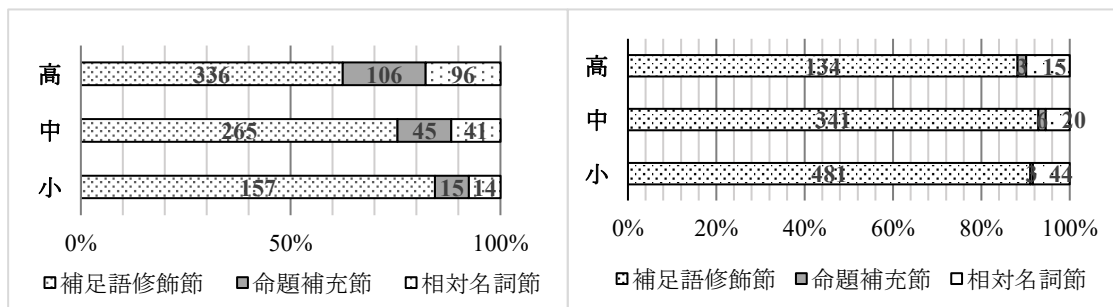 高 336 106 96
中 265 45 41
小 157 15 14
0% 50% 100%
補足語修飾節 命題補充節 相対名詞節
高 134 3 15
中 341 6 20
小 481 44
0% 20% 40% 60% 80% 100%
補足語修飾節 命題補充節 相対名詞節